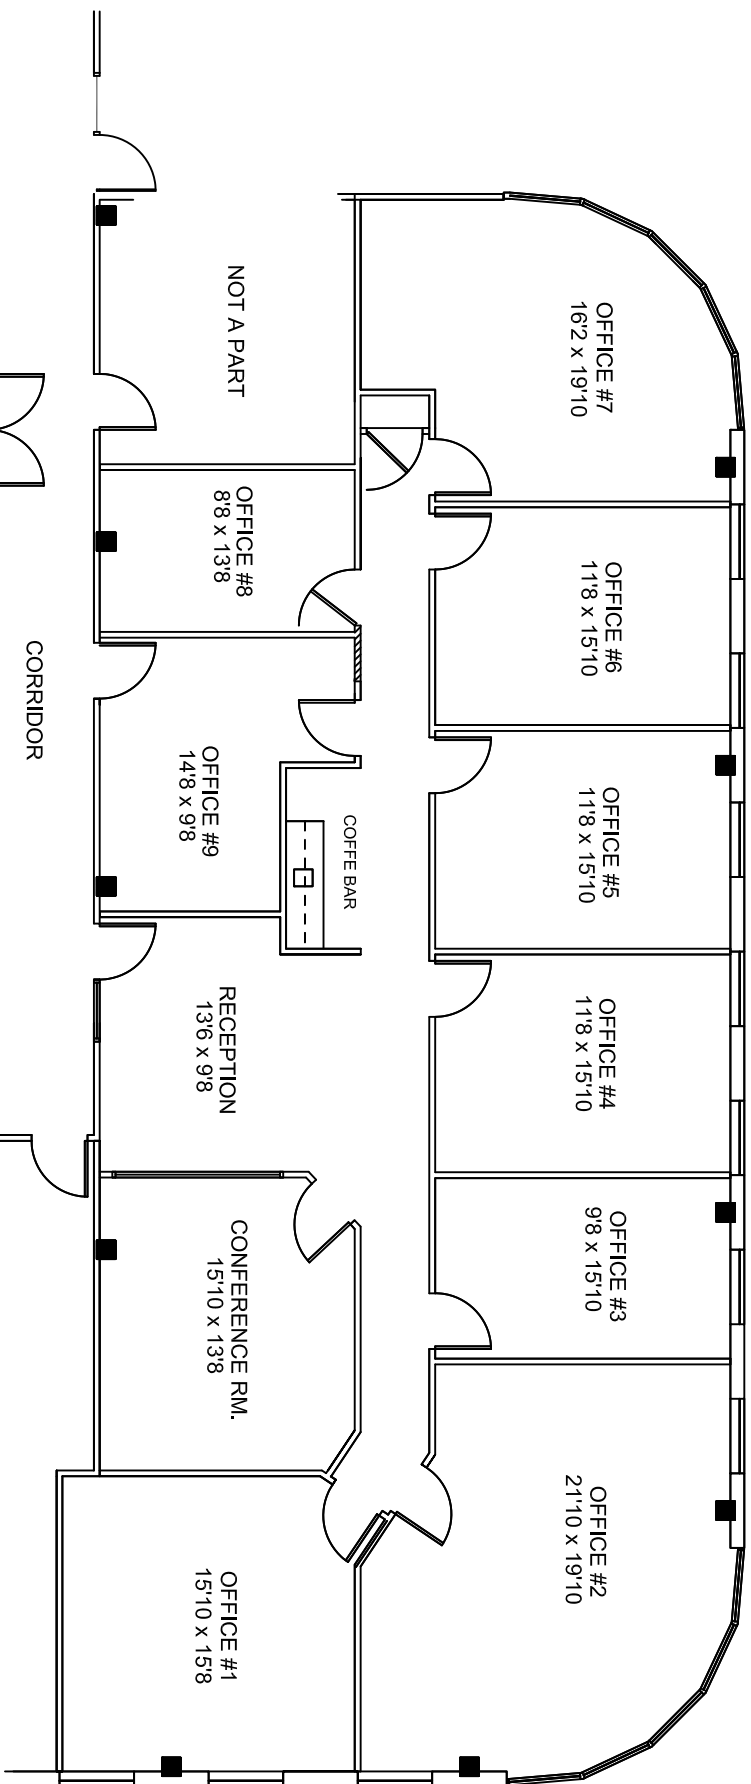 OFFICE #7
16'2 x 19'10
NOT A PART
OFFICE #8
8'8 x 13'8
OFFICE #6
11'8 x 15'10
CORRIDOR
OFFICE #9
14'8 x 9'8
COFFE BAR
OFFICE #5
11'8 x 15'10
RECEPTION
13'6 x 9'8
OFFICE #4
11'8 x 15'10
CONFERENCE RM.
15'10 x 13'8
OFFICE #3
9'8 x 15'10
OFFICE #2
21'10 x 19'10
OFFICE #1
15'10 x 15'8